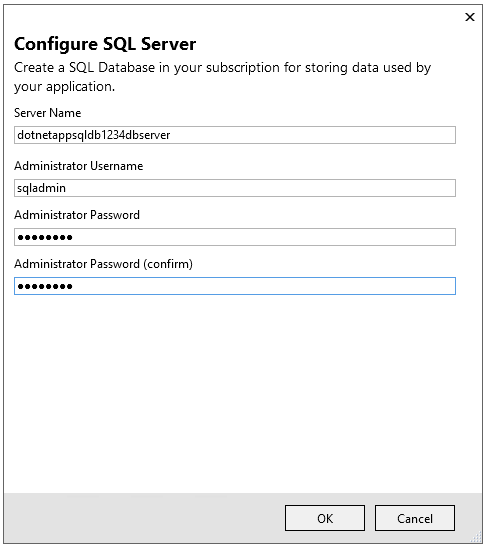 Configure SQL Server
Create a SQL Database in your subscription for storing data used by
your application.
Server Name
dotnetappsqldb1234dbserver
Administrator Username
sqladmin
Administrator Password
●●●●●●●●
Administrator Password (confirm)
●●●●●●●●
OK
Cancel